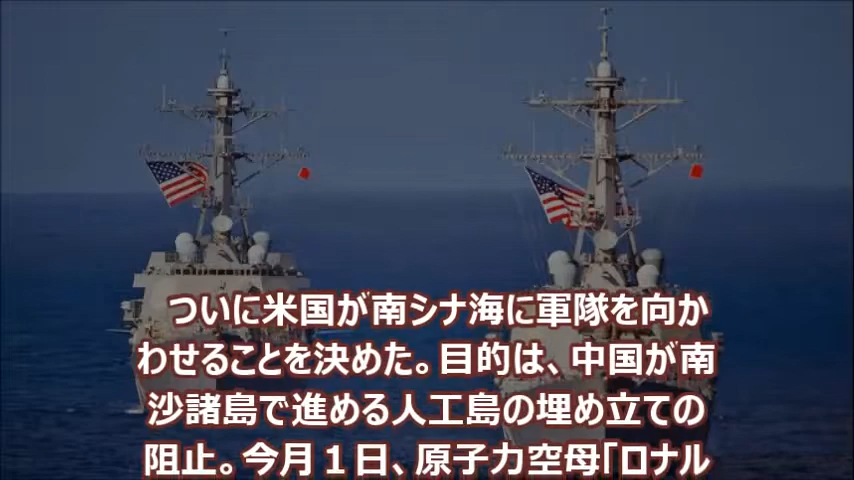 ついに米国が南シナ海に軍隊を向か
わせることを決めた。目的は、中国が南
沙諸島で進める人工島の埋め立ての
阻止。今月１日、原子力空母「ロナル